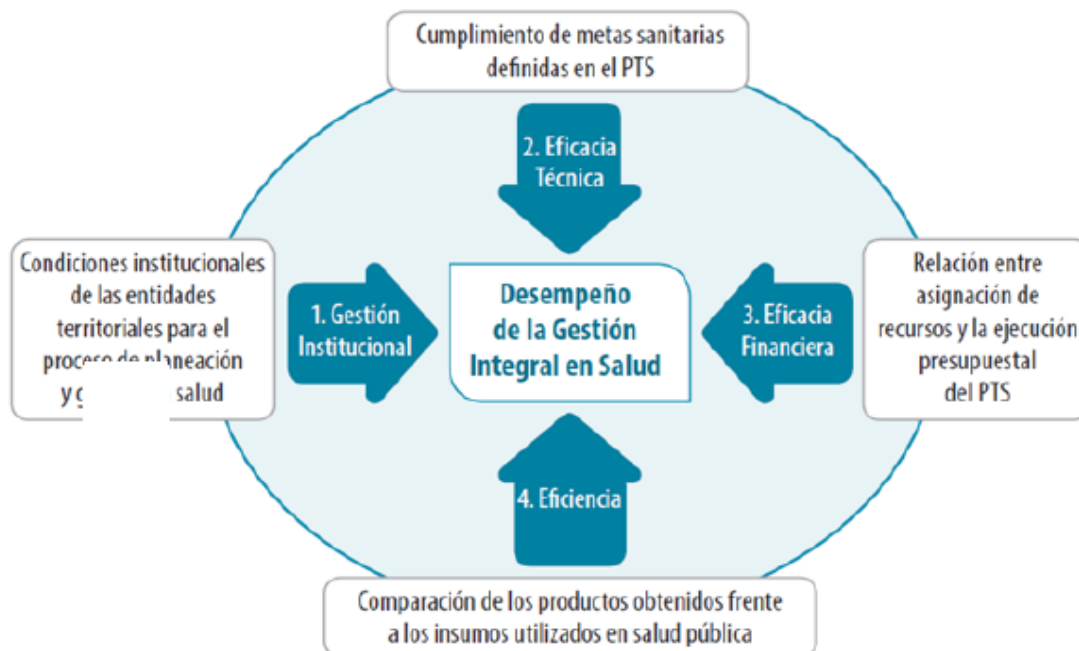 Cumplimiento de metas sanitarias
definidas en el PTS
2. Eficacia
Técnica
Condiciones institucionales
de las entidades
territoriales para el
proceso de planeación
y salud
1. Gestión
Institucional
Desempeño
de la Gestión
Integral en Salud
3. Eficacia
Financiera
Relación entre
asignación de
recursos y la ejecución
presupuestal
del PTS
4. Eficiencia
Comparación de los productos obtenidos frente
a los insumos utilizados en salud pública